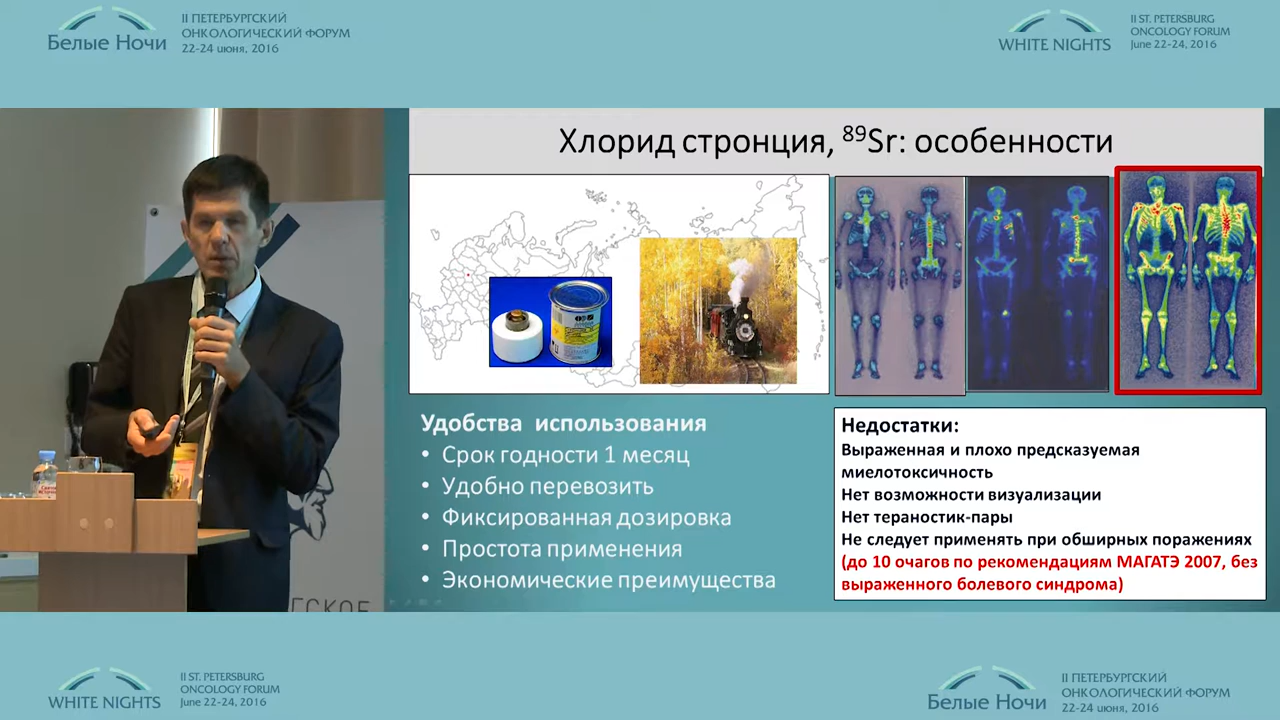 Белые Ночи
II ПЕТЕРБУРГСКИЙ
ОНКОЛОГИЧЕСКИЙ ФОРУМ
22-24 июня, 2016
WHITE NIGHTS
II ST. PETERSBURG
ONCOLOGY FORUM
June 22-24, 2016
Хлорид стронция, ⁸⁹Sr: особенности
Удобства использования
• Срок годности 1 месяц
• Удобно перевозить
• Фиксированная дозировка
• Простота применения
• Экономические преимущества
Недостатки:
Выраженная и плохо предсказуемая
миелотоксичность
Нет возможности визуализации
Нет тераностик-пары
Не следует применять при обширных поражениях
(до 10 очагов по рекомендациям МАГАТЭ 2007, без
выраженного болевого синдрома)
WHITE NIGHTS
II ST. PETERSBURG
ONCOLOGY FORUM
June 22-24, 2016
Белые Ночи
II ПЕТЕРБУРГСКИЙ
ОНКОЛОГИЧЕСКИЙ ФОРУМ
22-24 июня, 2016